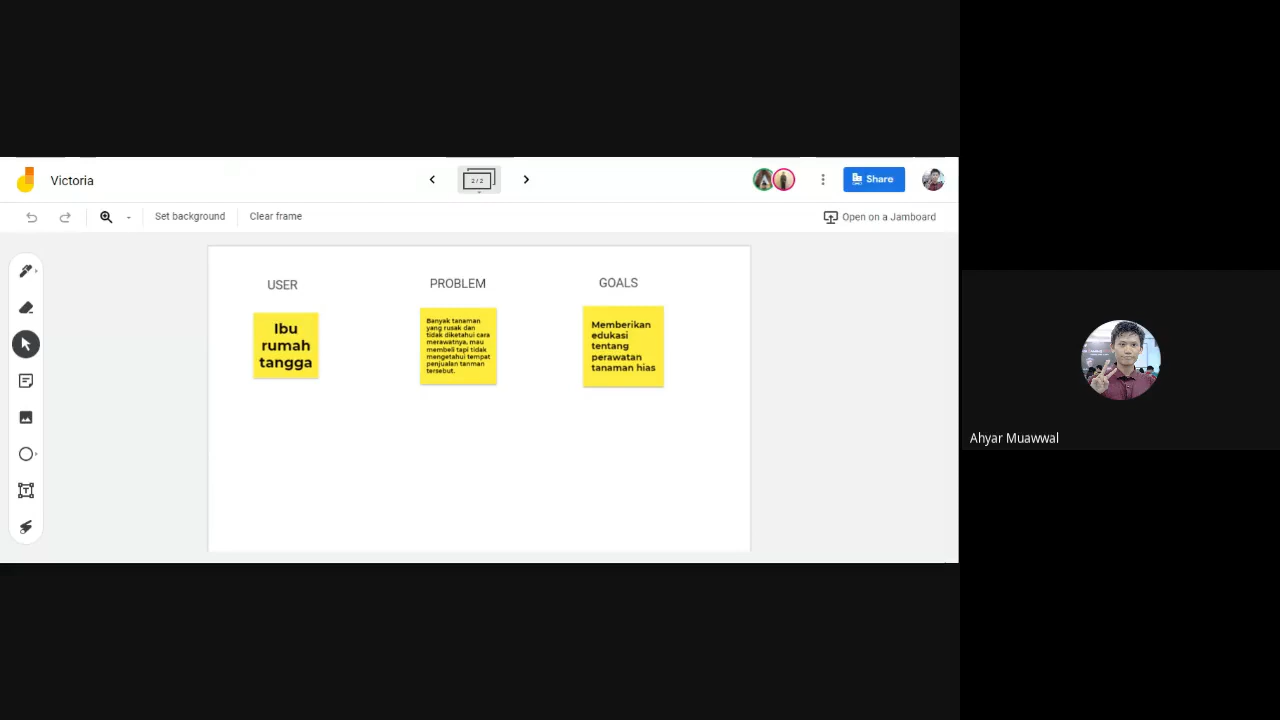 Victoria
2 / 2
Share
Set background
Clear frame
Open on a Jamboard
USER
PROBLEM
GOALS
Ibu
rumah
tangga
Banyak tanaman
yang rusak dan
tidak diketahui cara
merawatnya, mau
membeli tapi tidak
mengetahui tempat
penjualan tanman
tersebut.
Memberikan
edukasi
tentang
perawatan
tanaman hias
Ahyar Muawwal